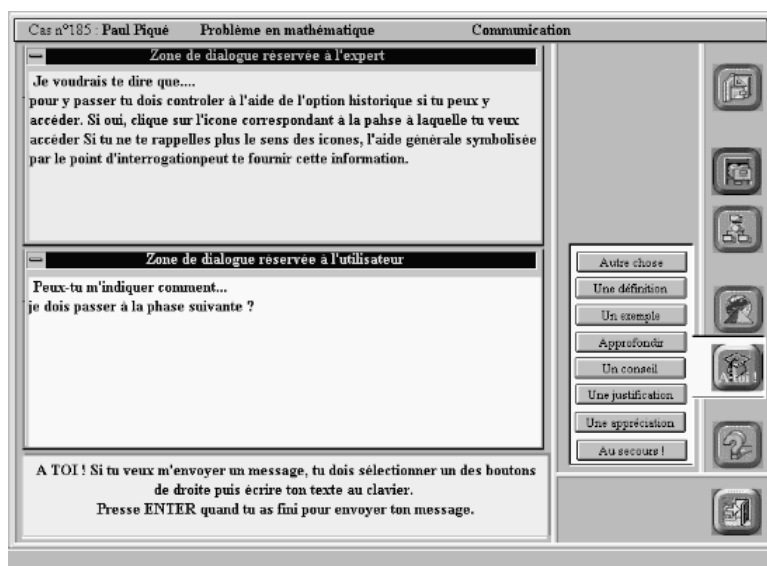 Cas n°185 : Paul Piqué Problème en mathématique Communication
Zone de dialogue réservée à l'expert
Je voudrais te dire que....
pour y passer tu dois controler à l'aide de l'option historique si tu peux y
accéder. Si oui, clique sur l'icone correspondant à la pahse à laquelle tu veux
accéder Si tu ne te rappelles plus le sens des icones, l'aide générale symbolisée
par le point d'interrogationpeut te fournir cette information.
Zone de dialogue réservée à l'utilisateur
Peux-tu m'indiquer comment...
je dois passer à la phase suivante ?
Autre chose
Une définition
Un exemple
Approfondir
Un conseil
Une justification
Une appréciation
Au secours !
A toi !
A TOI ! Si tu veux m'envoyer un message, tu dois sélectionner un des boutons
de droite puis écrire ton texte au clavier.
Presse ENTER quand tu as fini pour envoyer ton message.